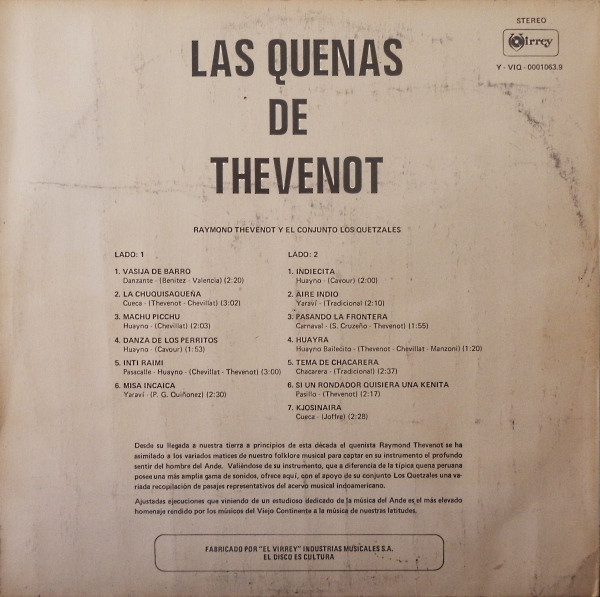 STEREO
Virrey
Y - VIQ - 0001063.9
LAS QUENAS
DE
THEVENOT
RAYMOND THEVENOT Y EL CONJUNTO LOS QUETZALES
LADO: 1
1. VASIJA DE BARRO
Danzante - (Benitez - Valencia) (2:20)
2. LA CHUQUISAQUEÑA
Cueca - (Thevenot - Chevillat) (3:02)
3. MACHU PICCHU
Huayno - (Chevillat) (2:03)
4. DANZA DE LOS PERRITOS
Huayno - (Cavour) (1:53)
5. INTI RAIMI
Pasacalle - Huayno - (Chevillat - Thevenot) (3:00)
6. MISA INCAICA
Yaraví - (P. G. Quiñonez) (2:30)
LADO: 2
1. INDIECITA
Huayno - (Cavour) (2:00)
2. AIRE INDIO
Yaraví - (Tradicional) (2:10)
3. PASANDO LA FRONTERA
Carnaval - (S. Cruzeño - Thevenot) (1:55)
4. HUAYRA
Huayno Bailecito - (Thevenot - Chevillat - Manzoni) (1:20)
5. TEMA DE CHACARERA
Chacarera - (Tradicional) (2:37)
6. SI UN RONDADOR QUISIERA UNA KENITA
Pasillo - (Thevenot) (2:17)
7. KJOSINAIRA
Cueca - (Joffre) (2:28)
Desde su llegada a nuestra tierra a principios de esta década el quenista Raymond Thevenot se ha
asimilado a los variados matices de nuestro folklore musical para captar en su instrumento el profundo
sentir del hombre del Ande. Valiéndose de su instrumento, que a diferencia de la típica quena peruana
posee una más amplia gama de sonidos, ofrece aquí, con el apoyo de su conjunto Los Quetzales una va-
riada recopilación de pasajes representativos del acervo musical indoamericano.
Ajustadas ejecuciones que viniendo de un estudioso dedicado de la música del Ande es el más elevado
homenaje rendido por los músicos del Viejo Continente a la música de nuestras latitudes.
FABRICADO POR "EL VIRREY" INDUSTRIAS MUSICALES S.A.
EL DISCO ES CULTURA